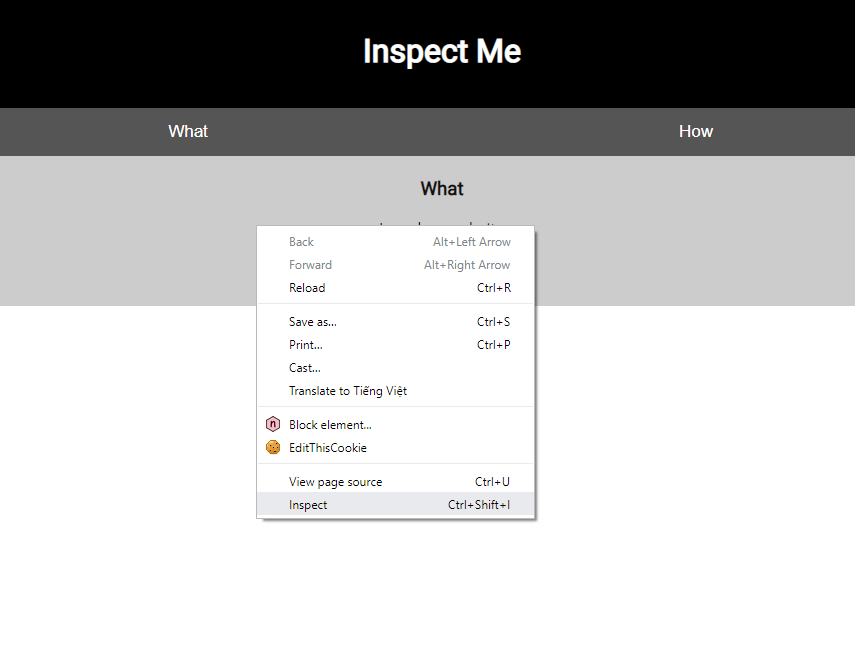 Inspect Me
What How
What
Back Alt+Left Arrow
Forward Alt+Right Arrow
Reload Ctrl+R
Save as... Ctrl+S
Print... Ctrl+P
Cast...
Translate to Tiếng Việt
n Block element...
EditThisCookie
View page source Ctrl+U
Inspect Ctrl+Shift+I